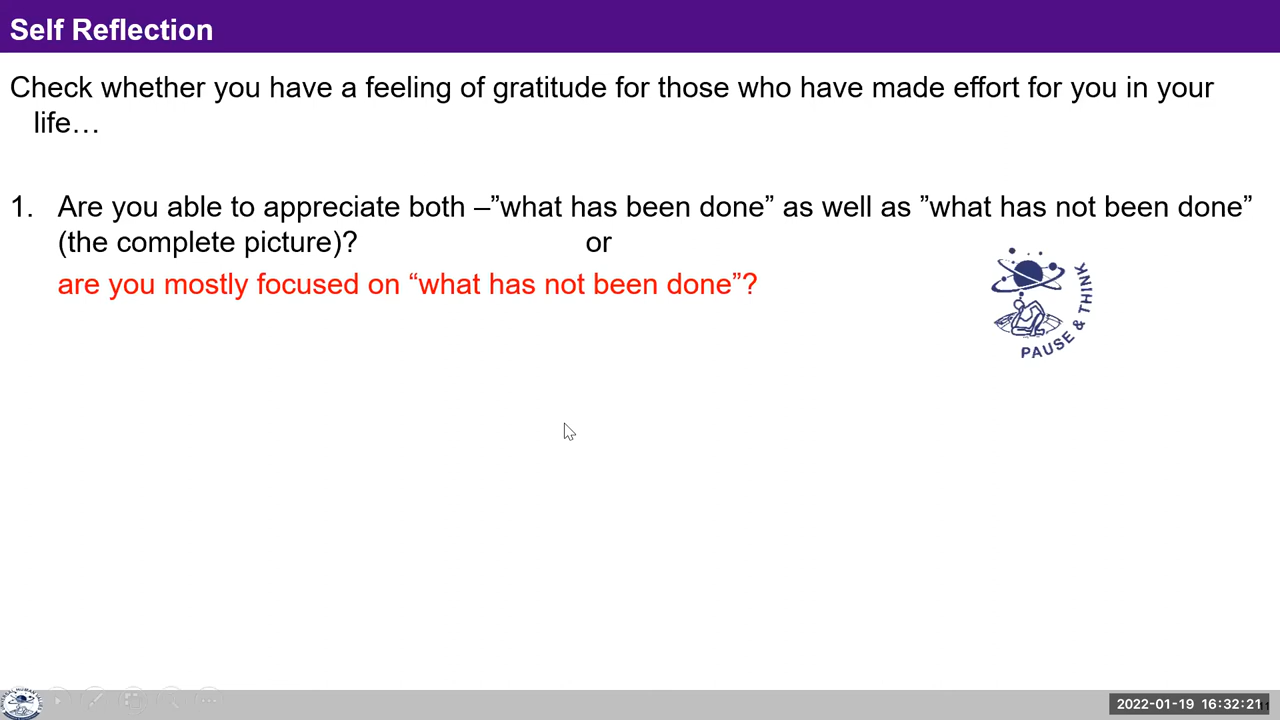 Self Reflection
Check whether you have a feeling of gratitude for those who have made effort for you in your
life…
1. Are you able to appreciate both –”what has been done” as well as ”what has not been done”
(the complete picture)? or
are you mostly focused on “what has not been done”?
PAUSE & THINK
2022-01-19 16:32:21